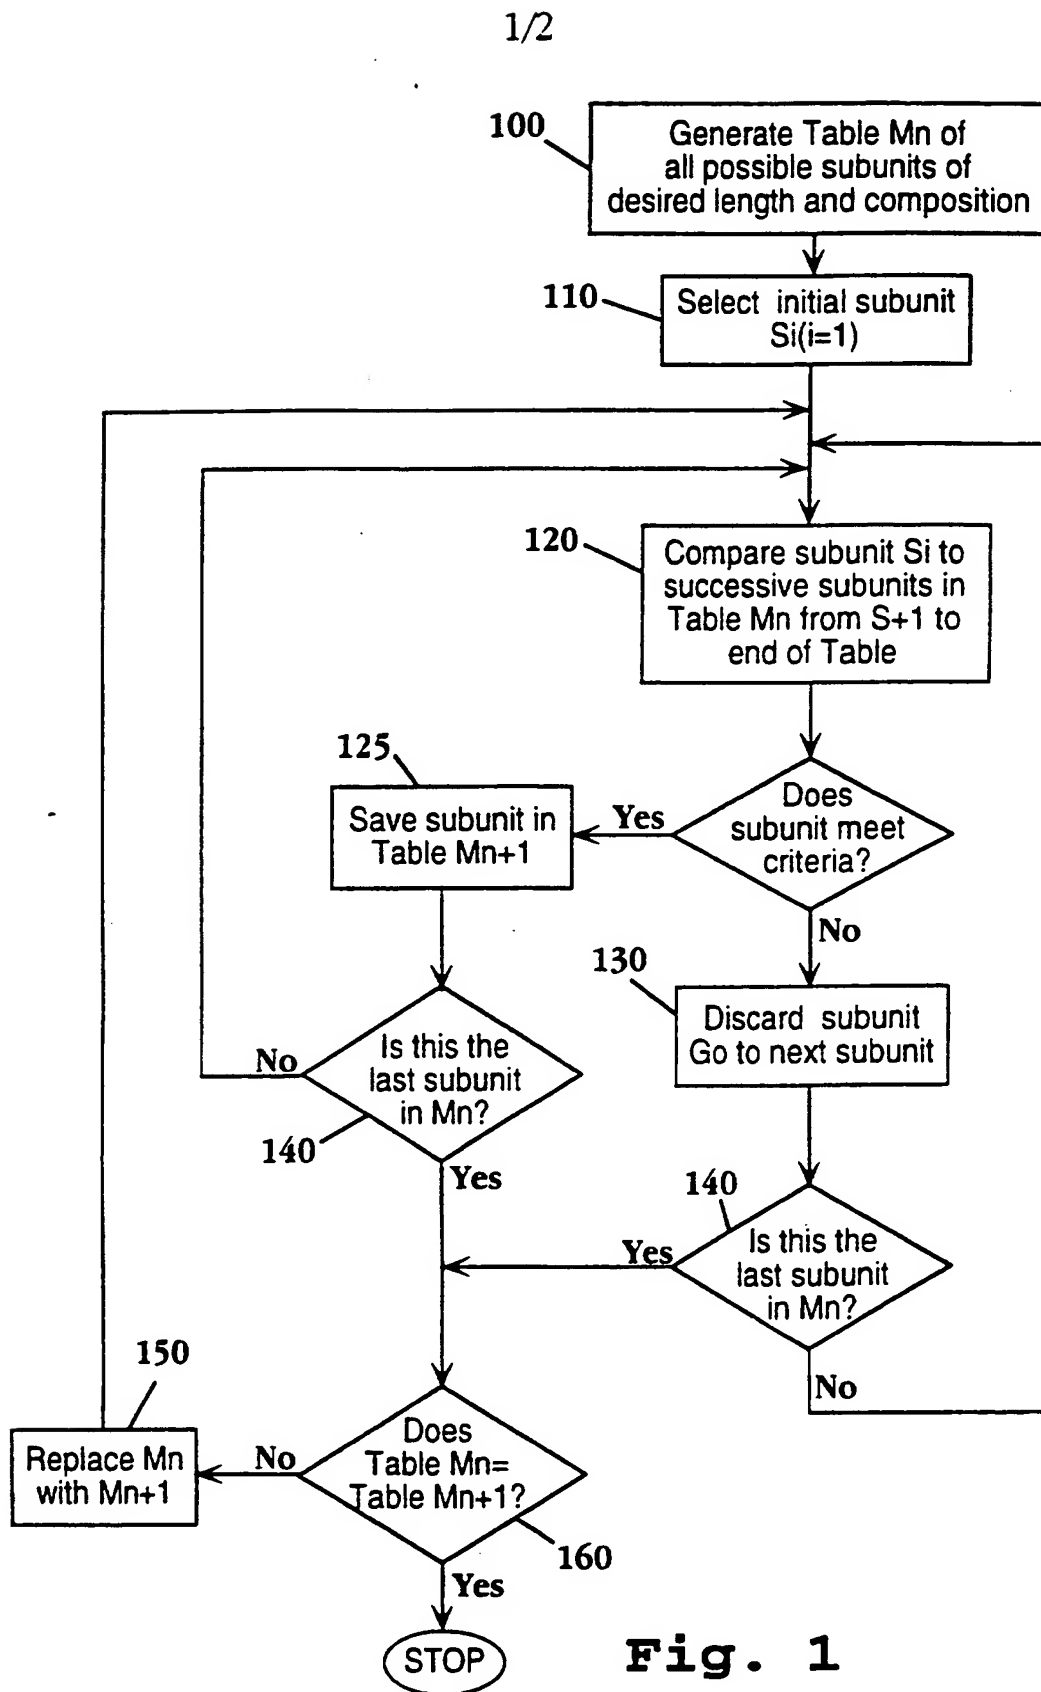 1/2
100
Generate Table Mn of
all possible subunits of
desired length and composition
110
Select initial subunit
Si(i=1)
120
Compare subunit Si to
successive subunits in
Table Mn from S+1 to
end of Table
Does
subunit meet
criteria?
Yes
No
125
Save subunit in
Table Mn+1
130
Discard subunit
Go to next subunit
Is this the
last subunit
in Mn?
No
140
Yes
140
Is this the
last subunit
in Mn?
Yes
No
150
Replace Mn
with Mn+1
No
Does
Table Mn=
Table Mn+1?
160
Yes
STOP
Fig. 1